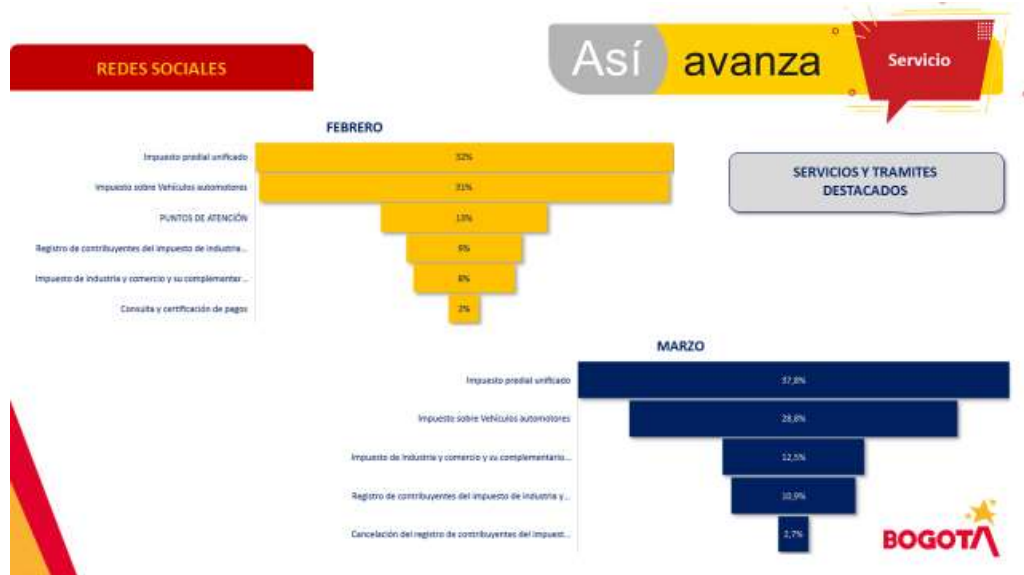 REDES SOCIALES
Así avanza
Servicio
FEBRERO
Impuesto predial unificado 32%
Impuesto sobre Vehículos automotores 31%
PUNTOS DE ATENCIÓN 13%
Registro de contribuyentes del impuesto de industria... 9%
Impuesto de industria y comercio y su complementar... 8%
Consulta y certificación de pagos 2%
SERVICIOS Y TRAMITES
DESTACADOS
MARZO
Impuesto predial unificado 37,8%
Impuesto sobre Vehículos automotores 28,8%
Impuesto de industria y comercio y su complementario... 12,5%
Registro de contribuyentes del impuesto de industria y... 10,9%
Cancelación del registro de contribuyentes del impuest... 2,7%
BOGOTÁ